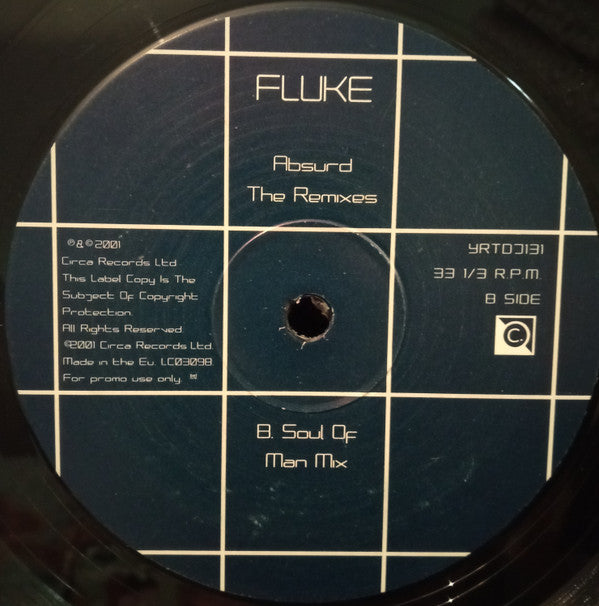 FLUKE
Absurd
The Remixes
℗ & © 2001
Circa Records Ltd
This Label Copy Is The
Subject Of Copyright
Protection.
All Rights Reserved
©2001 Circa Records Ltd.
Made in the Eu. LC03098.
For promo use only.
YRTDJ131
33 1/3 R.P.M.
B SIDE
C.
B. Soul Of
Man Mix